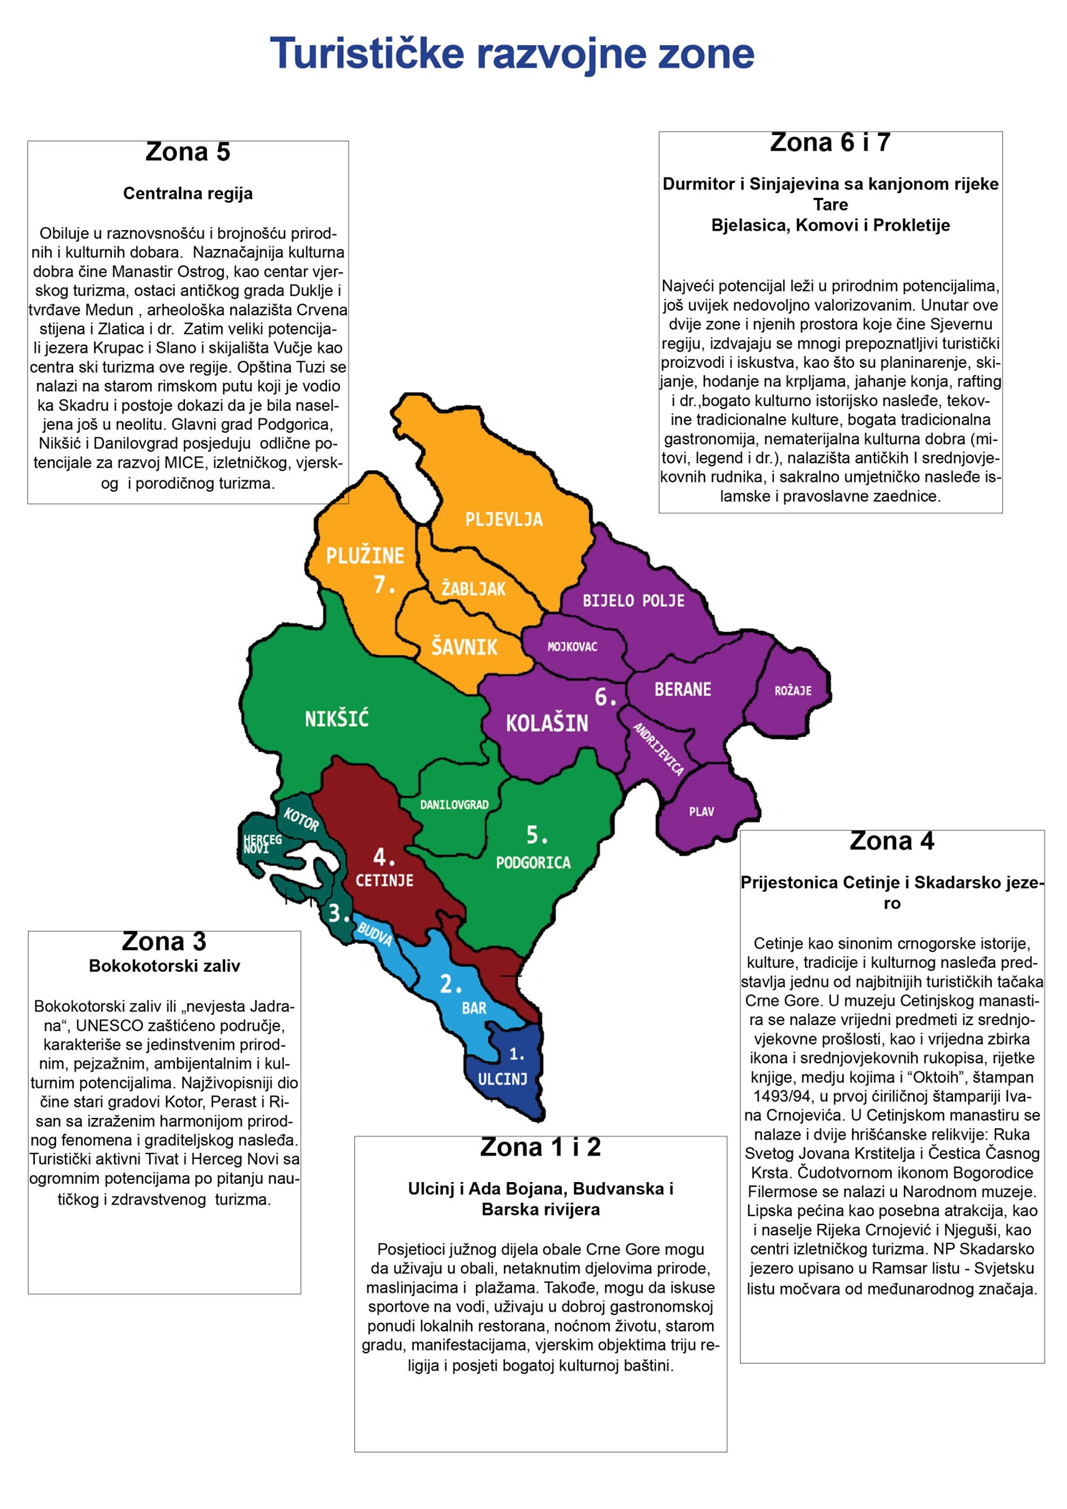 Turističke razvojne zone
Zona 5
Centralna regija
Obiluje u raznovsnošću i brojnošću prirod-
nih i kulturnih dobara.  Naznačajnija kulturna
dobra čine Manastir Ostrog, kao centar vjer-
skog turizma, ostaci antičkog grada Duklje i
tvrđave Medun , arheološka nalazišta Crvena
stijena i Zlatica i dr.  Zatim veliki potencija-
li jezera Krupac i Slano i skijališta Vučje kao
centra ski turizma ove regije. Opština Tuzi se
nalazi na starom rimskom putu koji je vodio
ka Skadru i postoje dokazi da je bila nasel-
jena još u neolitu. Glavni grad Podgorica,
Nikšić i Danilovgrad posjeduju  odlične po-
tencijale za razvoj MICE, izletničkog, vjersk-
og  i porodičnog turizma.
Zona 6 i 7
Durmitor i Sinjajevina sa kanjonom rijeke
Tare
Bjelasica, Komovi i Prokletije
Najveći potencijal leži u prirodnim potencijalima,
još uvijek nedovoljno valorizovanim. Unutar ove
dvije zone i njenih prostora koje čine Sjevernu
regiju, izdvajaju se mnogi prepoznatljivi turistički
proizvodi i iskustva, kao što su planinarenje, ski-
janje, hodanje na krpljama, jahanje konja, rafting
i dr.,bogato kulturno istorijsko nasleđe, tekov-
ine tradicionalne kulture, bogata tradicionalna
gastronomija, nematerijalna kulturna dobra (mi-
tovi, legend i dr.), nalazišta antičkih I srednjovje-
kovnih rudnika, i sakralno umjetničko nasleđe is-
lamske i pravoslavne zaednice.
PLJEVLJA
PLUŽINE
7.
ŽABLJAK
ŠAVNIK
BIJELO POLJE
MOJKOVAC
BERANE
ROŽAJE
6.
KOLAŠIN
ANDRIJEVICA
PLAV
NIKŠIĆ
DANILOVGRAD
5.
PODGORICA
KOTOR
HERCEG
NOVI
4.
CETINJE
3.
BUDVA
2.
BAR
1.
ULCINJ
Zona 3
Bokokotorski zaliv
Bokokotorski zaliv ili „nevjesta Jadra-
na“, UNESCO zaštićeno područje,
karakteriše se jedinstvenim prirod-
nim, pejzažnim, ambijentalnim i kul-
turnim potencijalima. Najživopisniji dio
čine stari gradovi Kotor, Perast i Ri-
san sa izraženim harmonijom prirod-
nog fenomena i graditeljskog nasleđa.
Turistički aktivni Tivat i Herceg Novi sa
ogromnim potencijama po pitanju nau-
tičkog i zdravstvenog  turizma.
Zona 4
Prijestonica Cetinje i Skadarsko jeze-
ro
Cetinje kao sinonim crnogorske istorije,
kulture, tradicije i kulturnog nasleđa pred-
stavlja jednu od najbitnijih turističkih tačaka
Crne Gore. U muzeju Cetinjskog manasti-
ra se nalaze vrijedni predmeti iz srednjo-
vjekovne prošlosti, kao i vrijedna zbirka
ikona i srednjovjekovnih rukopisa, rijetke
knjige, medju kojima i “Oktoih”, štampan
1493/94, u prvoj ćiriličnoj štampariji Iva-
na Crnojevića. U Cetinjskom manastiru se
nalaze i dvije hrišćanske relikvije: Ruka
Svetog Jovana Krstitelja i Čestica Časnog
Krsta. Čudotvornom ikonom Bogorodice
Filermose se nalazi u Narodnom muzeje.
Lipska pećina kao posebna atrakcija, kao
i naselje Rijeka Crnojević i Njeguši, kao
centri izletničkog turizma. NP Skadarsko
jezero upisano u Ramsar listu - Svjetsku
listu močvara od međunarodnog značaja.
Zona 1 i 2
Ulcinj i Ada Bojana, Budvanska i
Barska rivijera
Posjetioci južnog dijela obale Crne Gore mogu
da uživaju u obali, netaknutim djelovima prirode,
maslinjacima i  plažama. Takođe, mogu da iskuse
sportove na vodi, uživaju u dobroj gastronomskoj
ponudi lokalnih restorana, noćnom životu, starom
gradu, manifestacijama, vjerskim objektima triju re-
ligija i posjeti bogatoj kulturnoj baštini.